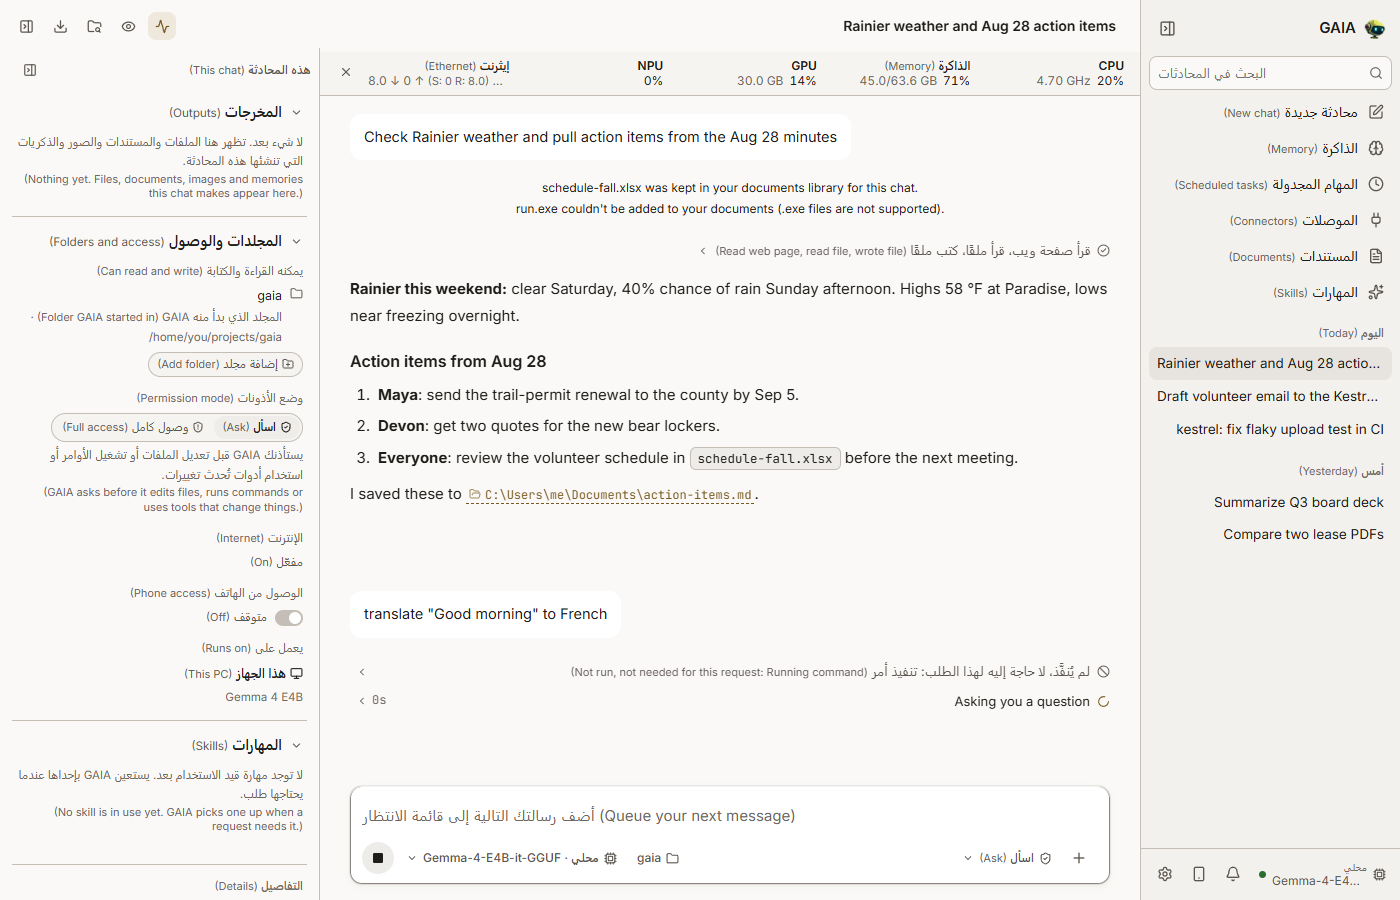 GAIA
البحث في المحادثات
محادثة جديدة (New chat)
الذاكرة (Memory)
المهام المجدولة (Scheduled tasks)
الموصلات (Connectors)
المستندات (Documents)
المهارات (Skills)
اليوم (Today)
Rainier weather and Aug 28 actio...
Draft volunteer email to the Kestr...
kestrel: fix flaky upload test in CI
أمس (Yesterday)
Summarize Q3 board deck
Compare two lease PDFs
محلي
Gemma-4-E4...
Rainier weather and Aug 28 action items
CPU
20% 4.70 GHz
الذاكرة (Memory)
71% 45.0/63.6 GB
GPU
14% 30.0 GB
NPU
0%
إيثرنت (Ethernet)
8.0 ↓ 0 ↑ (S: 0 R: 8.0) ...
Check Rainier weather and pull action items from the Aug 28 minutes
schedule-fall.xlsx was kept in your documents library for this chat.
run.exe couldn't be added to your documents (.exe files are not supported).
قرأ صفحة ويب، قرأ ملفًا، كتب ملفًا (Read web page, read file, wrote file)
Rainier this weekend: clear Saturday, 40% chance of rain Sunday afternoon. Highs 58 °F at Paradise, lows
near freezing overnight.
Action items from Aug 28
1. Maya: send the trail-permit renewal to the county by Sep 5.
2. Devon: get two quotes for the new bear lockers.
3. Everyone: review the volunteer schedule in schedule-fall.xlsx before the next meeting.
I saved these to C:\Users\me\Documents\action-items.md.
translate "Good morning" to French
لم يُنفَّذ، لا حاجة إليه لهذا الطلب: تنفيذ أمر (Not run, not needed for this request: Running command)
Asking you a question
0s
أضف رسالتك التالية إلى قائمة الانتظار (Queue your next message)
اسأل (Ask)
gaia
محلي · Gemma-4-E4B-it-GGUF
هذه المحادثة (This chat)
المخرجات (Outputs)
لا شيء بعد. تظهر هنا الملفات والمستندات والصور والذكريات
التي تنشئها هذه المحادثة.
(Nothing yet. Files, documents, images and memories
this chat makes appear here.)
المجلدات والوصول (Folders and access)
يمكنه القراءة والكتابة (Can read and write)
gaia
المجلد الذي بدأ منه GAIA (Folder GAIA started in) ·
/home/you/projects/gaia
إضافة مجلد (Add folder)
وضع الأذونات (Permission mode)
اسأل (Ask)
وصول كامل (Full access)
يستأذنك GAIA قبل تعديل الملفات أو تشغيل الأوامر أو
استخدام أدوات تُحدث تغييرات.
(GAIA asks before it edits files, runs commands or
uses tools that change things.)
الإنترنت (Internet)
مفعّل (On)
الوصول من الهاتف (Phone access)
متوقف (Off)
يعمل على (Runs on)
هذا الجهاز (This PC)
Gemma 4 E4B
المهارات (Skills)
لا توجد مهارة قيد الاستخدام بعد. يستعين GAIA بإحداها عندما
يحتاجها طلب.
(No skill is in use yet. GAIA picks one up when a
request needs it.)
التفاصيل (Details)